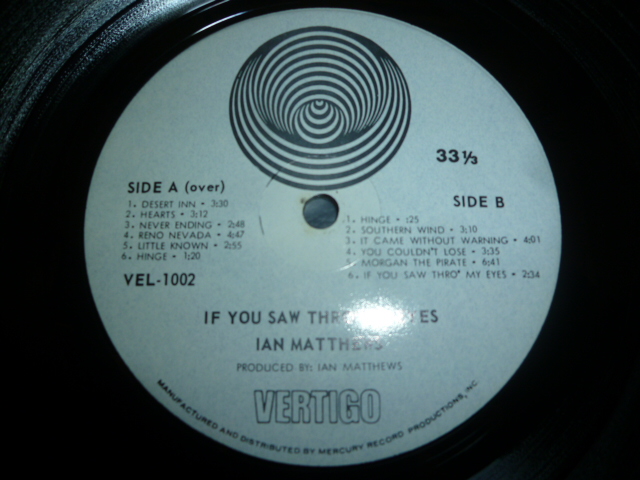 33 1/3
SIDE A (over)
1. DESERT INN • 3:30
2. HEARTS • 3:12
3. NEVER ENDING • 2:48
4. RENO NEVADA • 4:47
5. LITTLE KNOWN • 2:55
6. HINGE • 1:20
VEL-1002
SIDE B
1. HINGE • :25
2. SOUTHERN WIND • 3:10
3. IT CAME WITHOUT WARNING • 4:01
4. YOU COULDN'T LOSE • 3:35
5. MORGAN THE PIRATE • 6:41
6. IF YOU SAW THRO' MY EYES • 2:34
IF YOU SAW
IAN MATTHEWS
PRODUCED BY: IAN MATTHEWS
VERTIGO
MANUFACTURED AND DISTRIBUTED BY MERCURY RECORD PRODUCTIONS, INC.